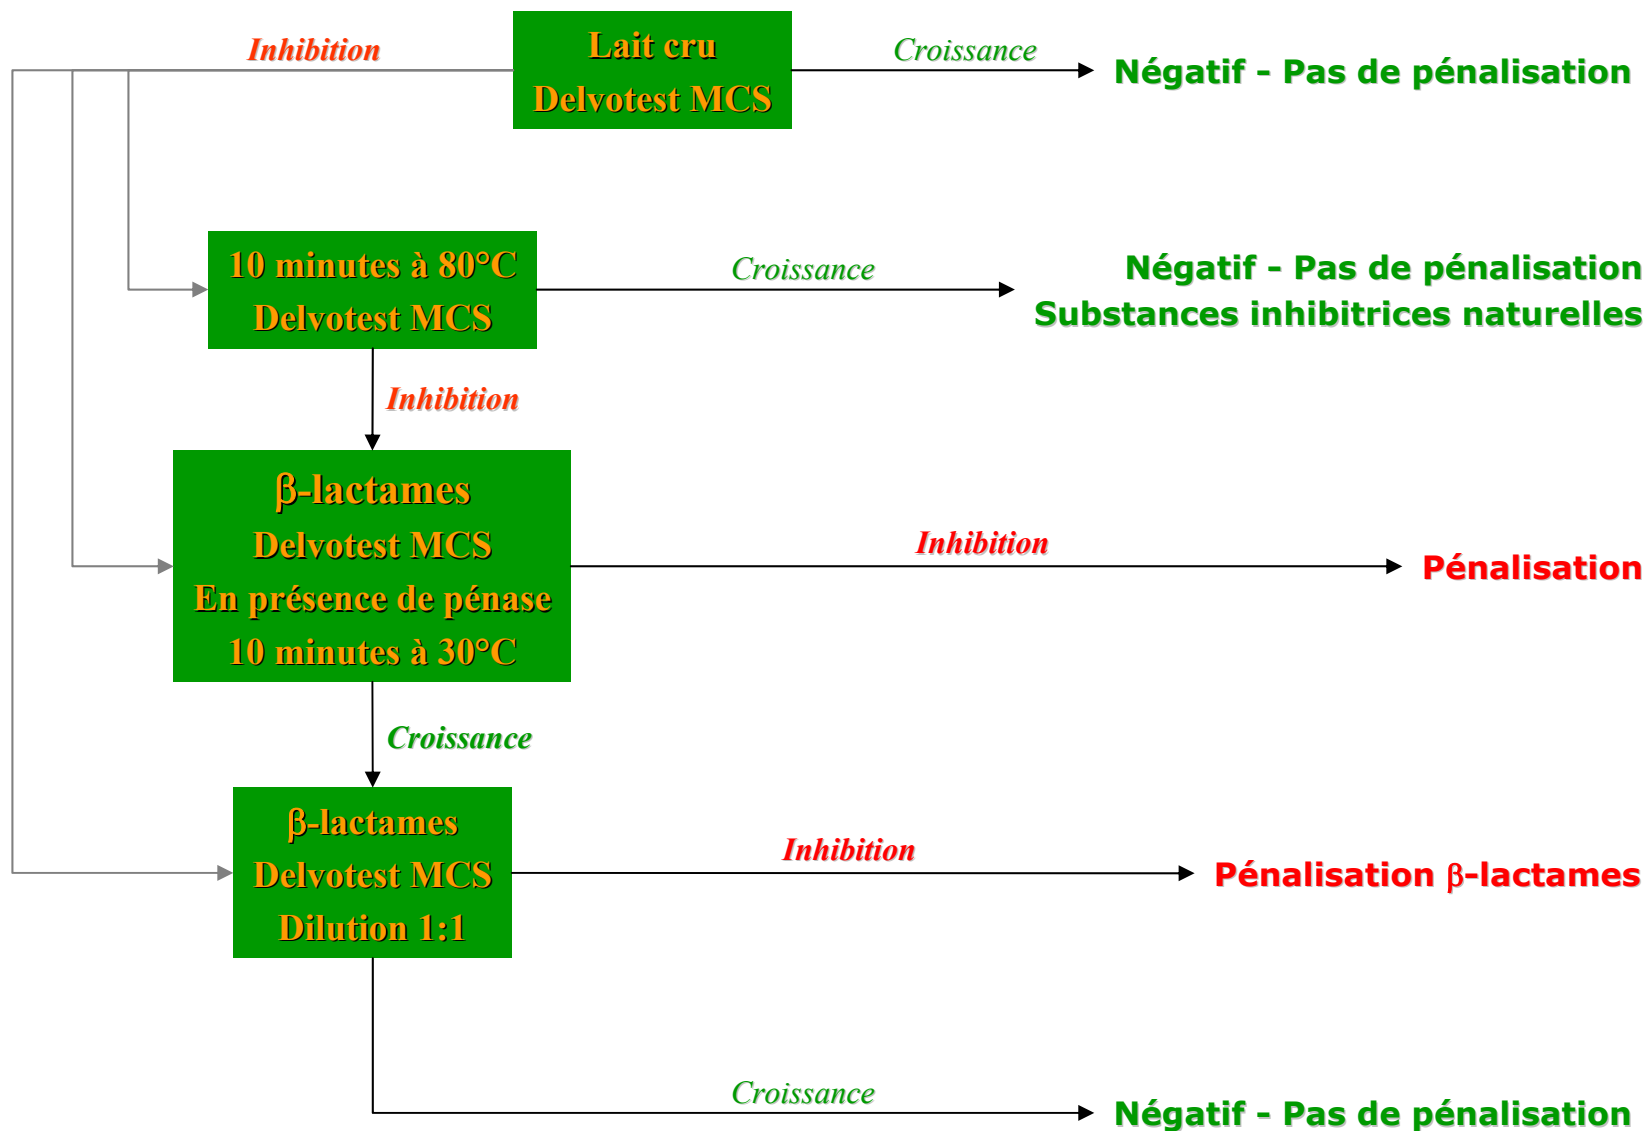 Inhibition
Lait cru
Delvotest MCS
Croissance
Négatif - Pas de pénalisation
10 minutes à 80°C
Delvotest MCS
Croissance
Négatif - Pas de pénalisation
Substances inhibitrices naturelles
Inhibition
β-lactames
Delvotest MCS
En présence de pénase
10 minutes à 30°C
Inhibition
Pénalisation
Croissance
β-lactames
Delvotest MCS
Dilution 1:1
Inhibition
Pénalisation β-lactames
Croissance
Négatif - Pas de pénalisation